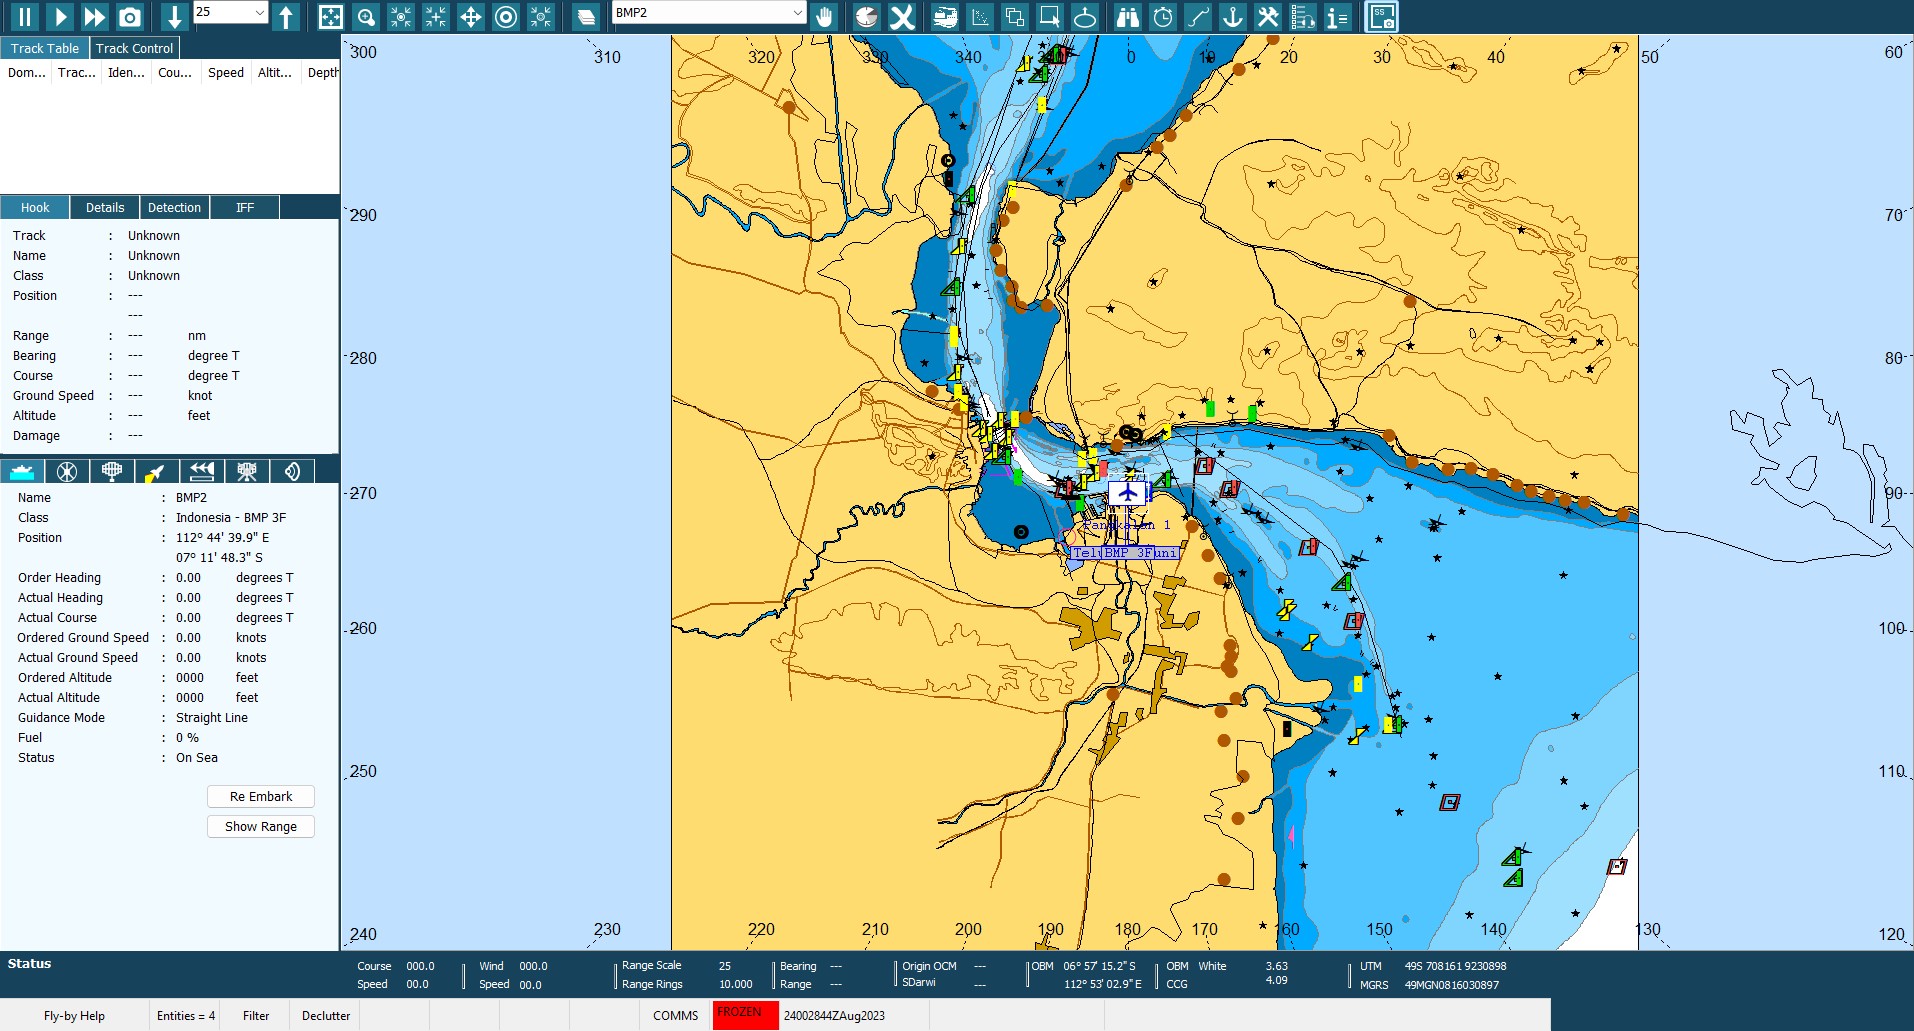 25
BMP2
Track Table Track Control
Dom... Trac... Iden... Cou... Speed Altit... Depth
Hook Details Detection IFF
Track : Unknown
Name : Unknown
Class : Unknown
Position : ---
---
Range : --- nm
Bearing : --- degree T
Course : --- degree T
Ground Speed : --- knot
Altitude : --- feet
Damage : ---
Name : BMP2
Class : Indonesia - BMP 3F
Position : 112° 44' 39.9" E
07° 11' 48.3" S
Order Heading : 0.00 degrees T
Actual Heading : 0.00 degrees T
Actual Course : 0.00 degrees T
Ordered Ground Speed : 0.00 knots
Actual Ground Speed : 0.00 knots
Ordered Altitude : 0000 feet
Actual Altitude : 0000 feet
Guidance Mode : Straight Line
Fuel : 0 %
Status : On Sea
Re Embark
Show Range
300 310 320 330 340 0 10 20 30 40 50 60
290 70
280 80
270 90
Pangkalan 1
BMP 3F
260 100
250 110
240 230 220 210 200 190 180 170 160 150 140 130 120
Status
Course 000.0 Wind 000.0 Range Scale 25 Bearing --- Origin OCM --- OBM 06° 57' 15.2" S OBM White 3.63 UTM 49S 708161 9230898
Speed 00.0 Speed 00.0 Range Rings 10.000 Range --- SDarwi --- 112° 53' 02.9" E CCG 4.09 MGRS 49MGN0816030897
Fly-by Help Entities = 4 Filter Declutter COMMS FROZEN 24002844ZAug2023